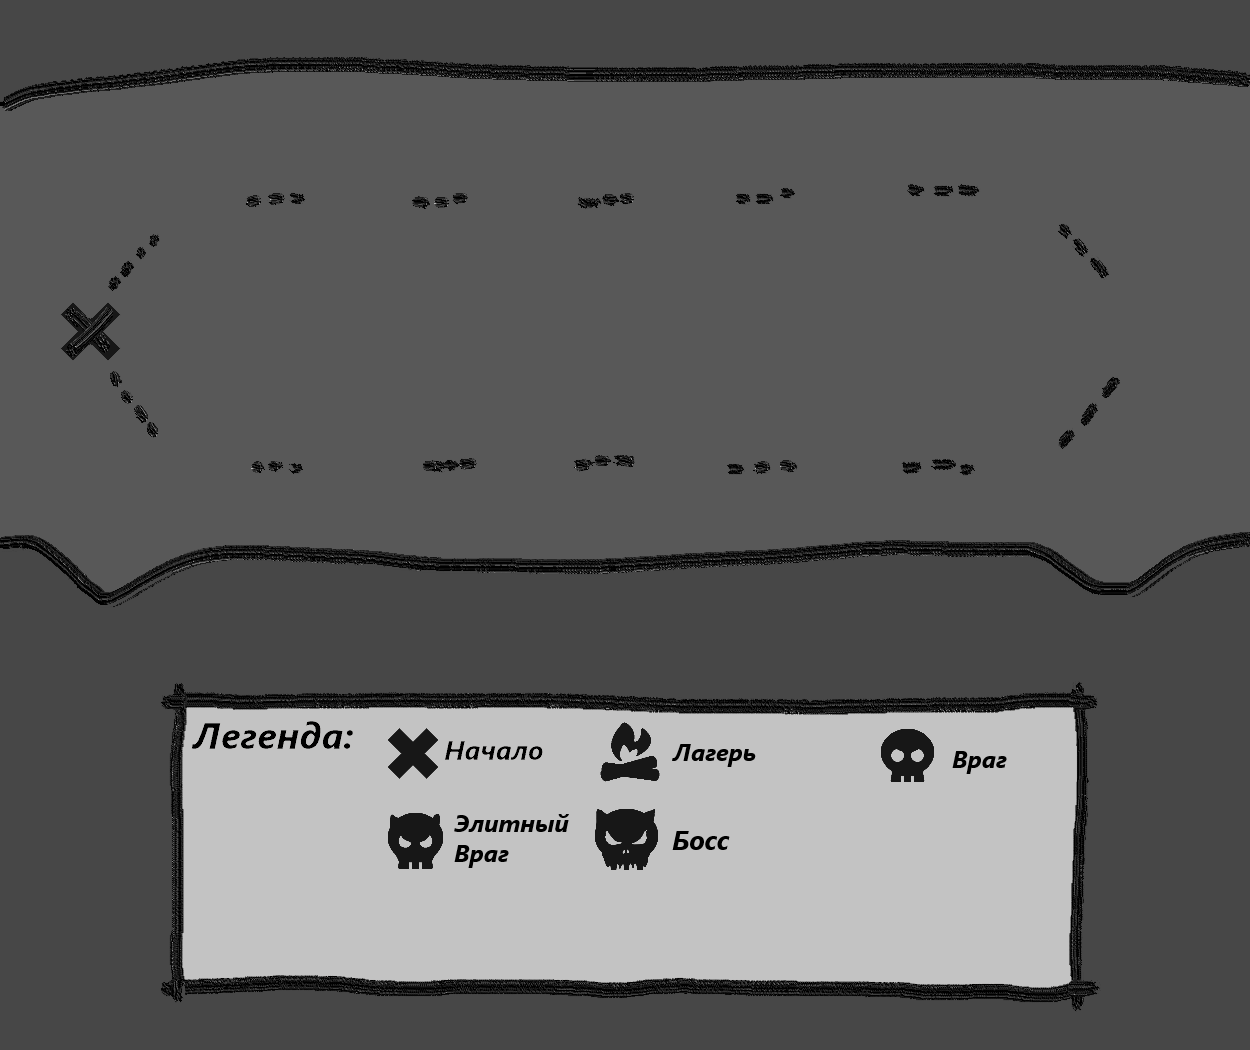 Легенда:
Начало
Лагерь
Враг
Элитный
Враг
Босс